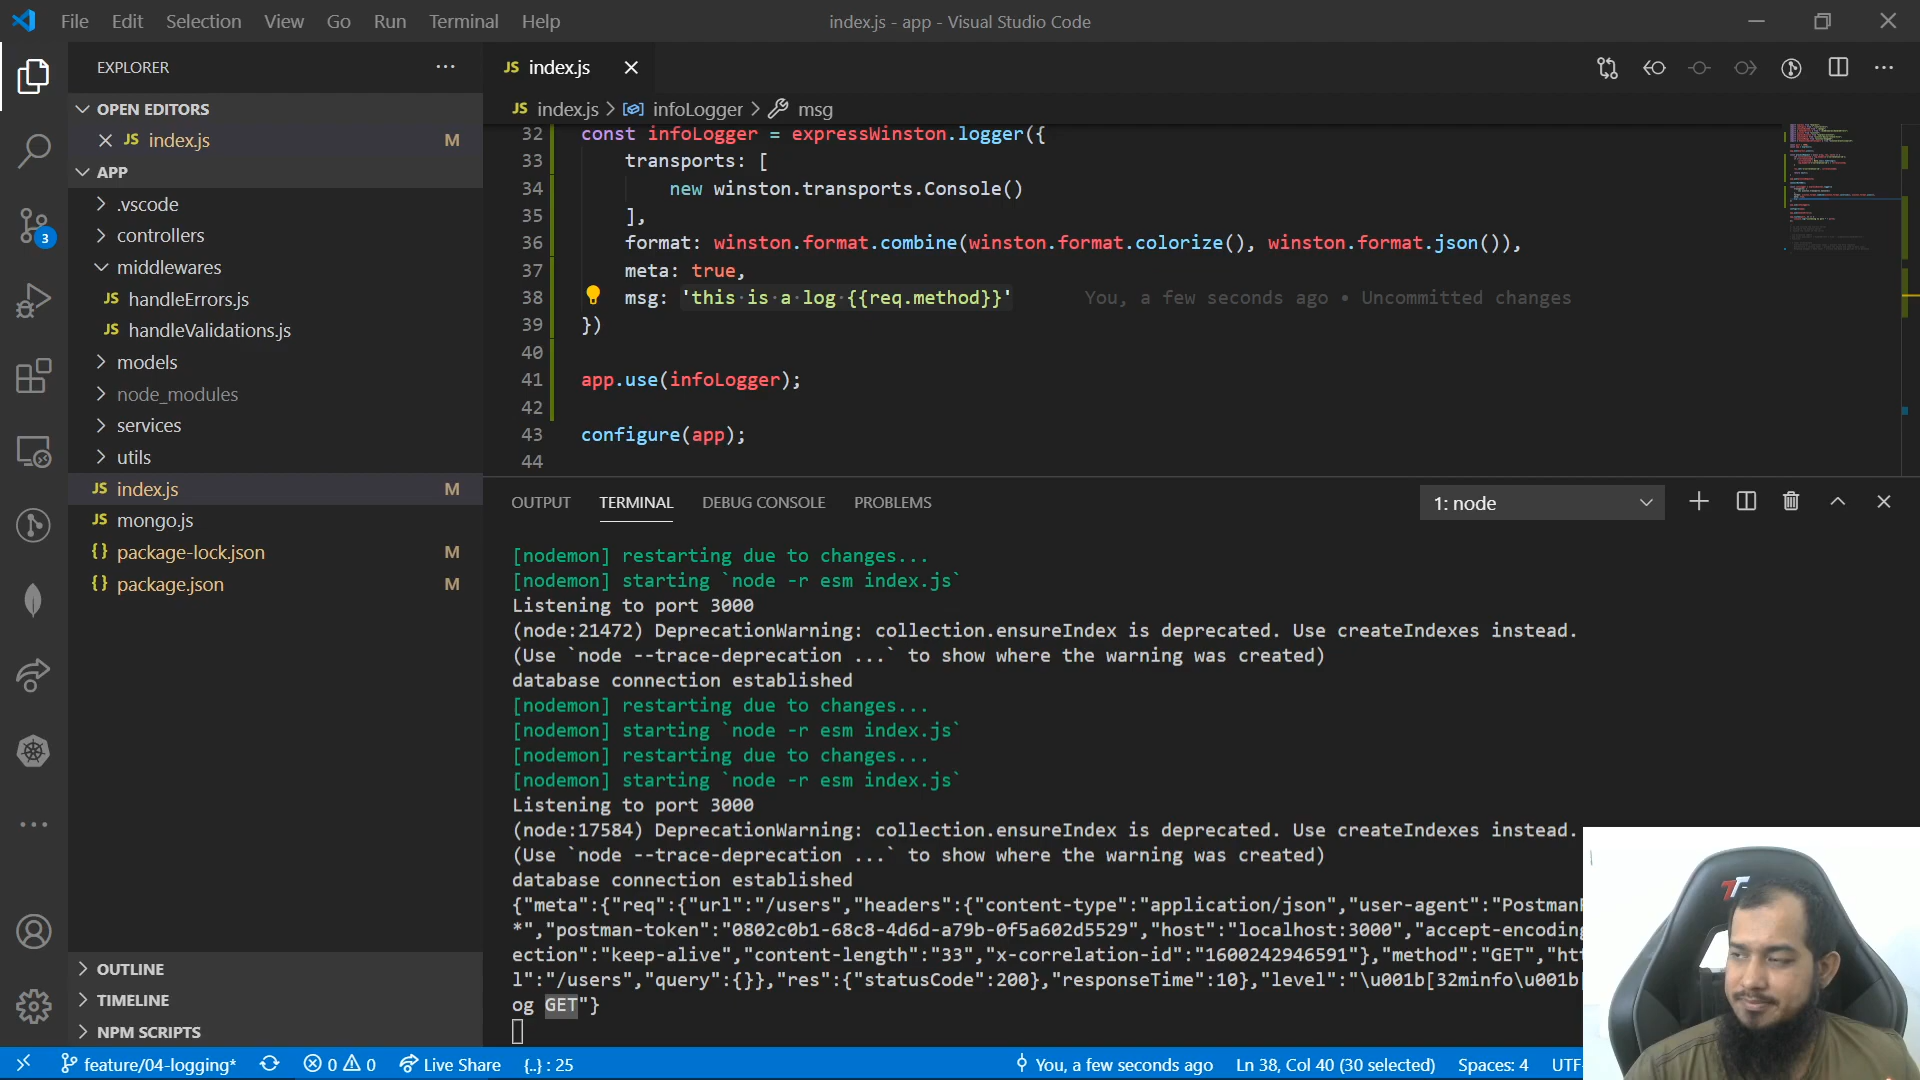 File Edit Selection View Go Run Terminal Help
index.js - app - Visual Studio Code
EXPLORER
OPEN EDITORS
JS index.js M
APP
.vscode
controllers
middlewares
JS handleErrors.js
JS handleValidations.js
models
node_modules
services
utils
JS index.js M
JS mongo.js
{} package-lock.json M
{} package.json M
OUTLINE
TIMELINE
NPM SCRIPTS
3
JS index.js
JS index.js > infoLogger > msg
32 const infoLogger = expressWinston.logger({
33 transports: [
34 new winston.transports.Console()
35 ],
36 format: winston.format.combine(winston.format.colorize(), winston.format.json()),
37 meta: true,
38 msg: 'this·is·a·log·{{req.method}}' You, a few seconds ago • Uncommitted changes
39 })
40
41 app.use(infoLogger);
42
43 configure(app);
44
OUTPUT TERMINAL DEBUG CONSOLE PROBLEMS
1: node
[nodemon] restarting due to changes...
[nodemon] starting `node -r esm index.js`
Listening to port 3000
(node:21472) DeprecationWarning: collection.ensureIndex is deprecated. Use createIndexes instead.
(Use `node --trace-deprecation ...` to show where the warning was created)
database connection established
[nodemon] restarting due to changes...
[nodemon] starting `node -r esm index.js`
[nodemon] restarting due to changes...
[nodemon] starting `node -r esm index.js`
Listening to port 3000
(node:17584) DeprecationWarning: collection.ensureIndex is deprecated. Use createIndexes instead.
(Use `node --trace-deprecation ...` to show where the warning was created)
database connection established
{"meta":{"req":{"url":"/users","headers":{"content-type":"application/json","user-agent":"Postman
*","postman-token":"0802c0b1-68c8-4d6d-a79b-0f5a602d5529","host":"localhost:3000","accept-encoding
ection":"keep-alive","content-length":"33","x-correlation-id":"1600242946591"},"method":"GET","htt
l":"/users","query":{}},"res":{"statusCode":200},"responseTime":10},"level":"\u001b[32minfo\u001b[
og GET"}
feature/04-logging* 0 0 Live Share {..} : 25 You, a few seconds ago Ln 38, Col 40 (30 selected) Spaces: 4 UTF